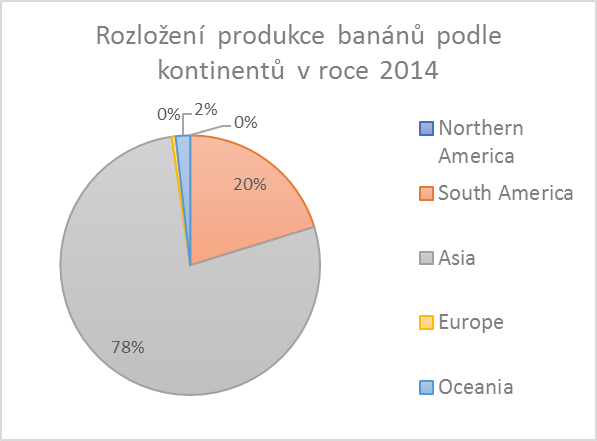 Rozložení produkce banánů podle
kontinentů v roce 2014
0%
2%
0%
20%
78%
Northern
America
South America
Asia
Europe
Oceania